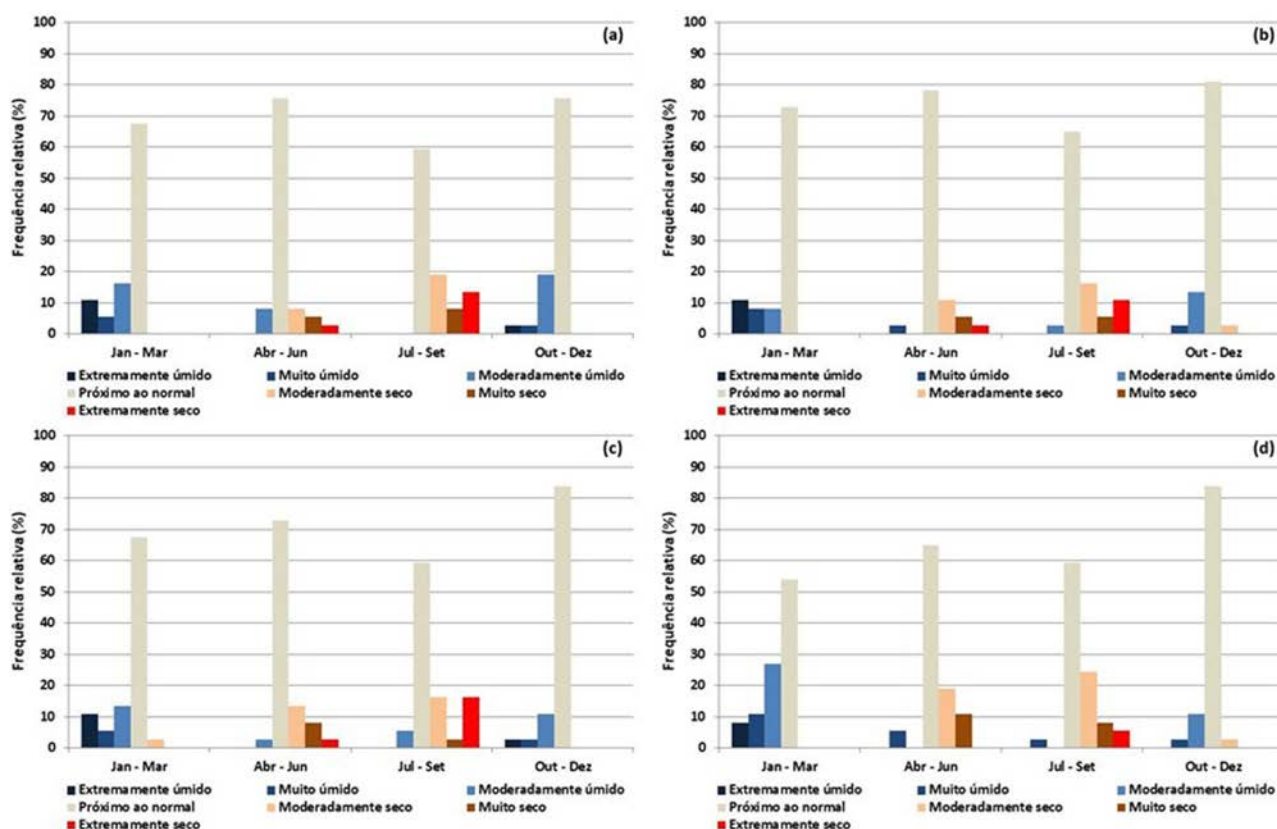 (a)
Frequência relativa (%)
100
90
80
70
60
50
40
30
20
10
0
Jan - Mar Abr - Jun Jul - Set Out - Dez
Extremamente úmido Muito úmido Moderadamente úmido
Próximo ao normal Moderadamente seco Muito seco
Extremamente seco
(b)
Frequência relativa (%)
100
90
80
70
60
50
40
30
20
10
0
Jan - Mar Abr - Jun Jul - Set Out - Dez
Extremamente úmido Muito úmido Moderadamente úmido
Próximo ao normal Moderadamente seco Muito seco
Extremamente seco
(c)
Frequência relativa (%)
100
90
80
70
60
50
40
30
20
10
0
Jan - Mar Abr - Jun Jul - Set Out - Dez
Extremamente úmido Muito úmido Moderadamente úmido
Próximo ao normal Moderadamente seco Muito seco
Extremamente seco
(d)
Frequência relativa (%)
100
90
80
70
60
50
40
30
20
10
0
Jan - Mar Abr - Jun Jul - Set Out - Dez
Extremamente úmido Muito úmido Moderadamente úmido
Próximo ao normal Moderadamente seco Muito seco
Extremamente seco